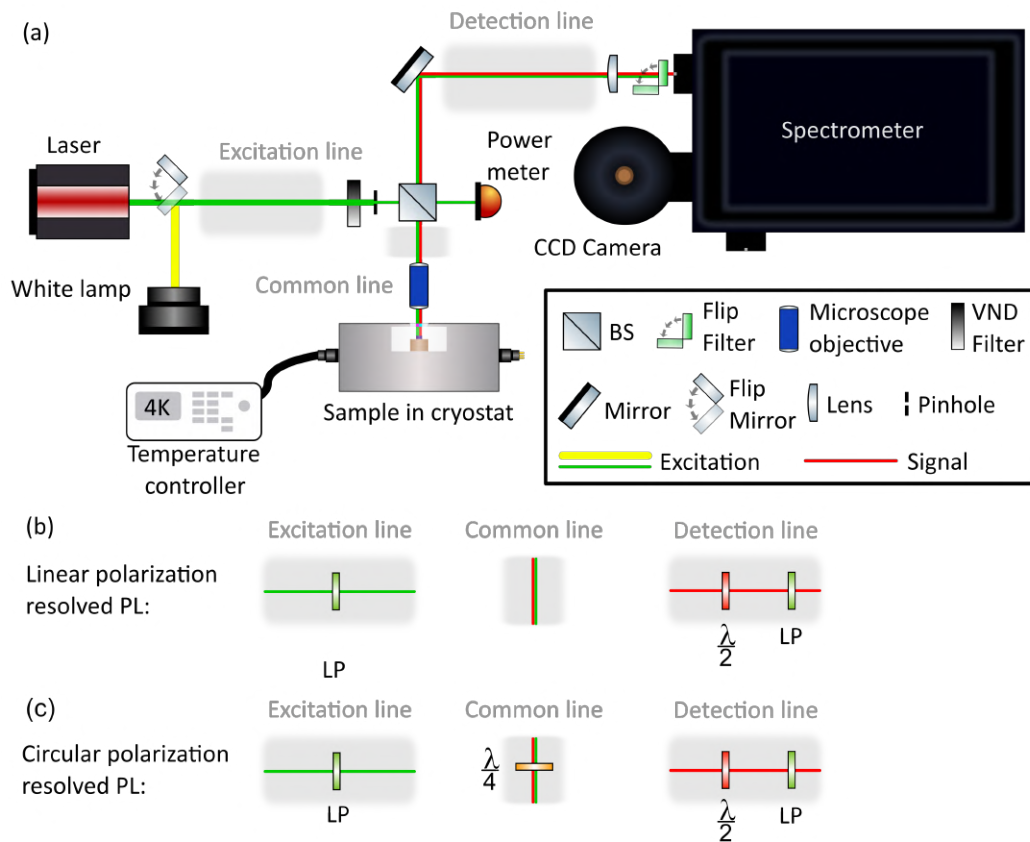 (a)
Detection line
Laser
Excitation line
Power
meter
Spectrometer
White lamp
Common line
CCD Camera
4K
Sample in cryostat
Temperature
controller
BS
Flip
Filter
Microscope
objective
VND
Filter
Mirror
Flip
Mirror
Lens
Pinhole
Excitation
Signal
(b)
Excitation line
Common line
Detection line
Linear polarization
resolved PL:
LP
λ/2
LP
(c)
Excitation line
Common line
Detection line
Circular polarization
resolved PL:
LP
λ/4
λ/2
LP